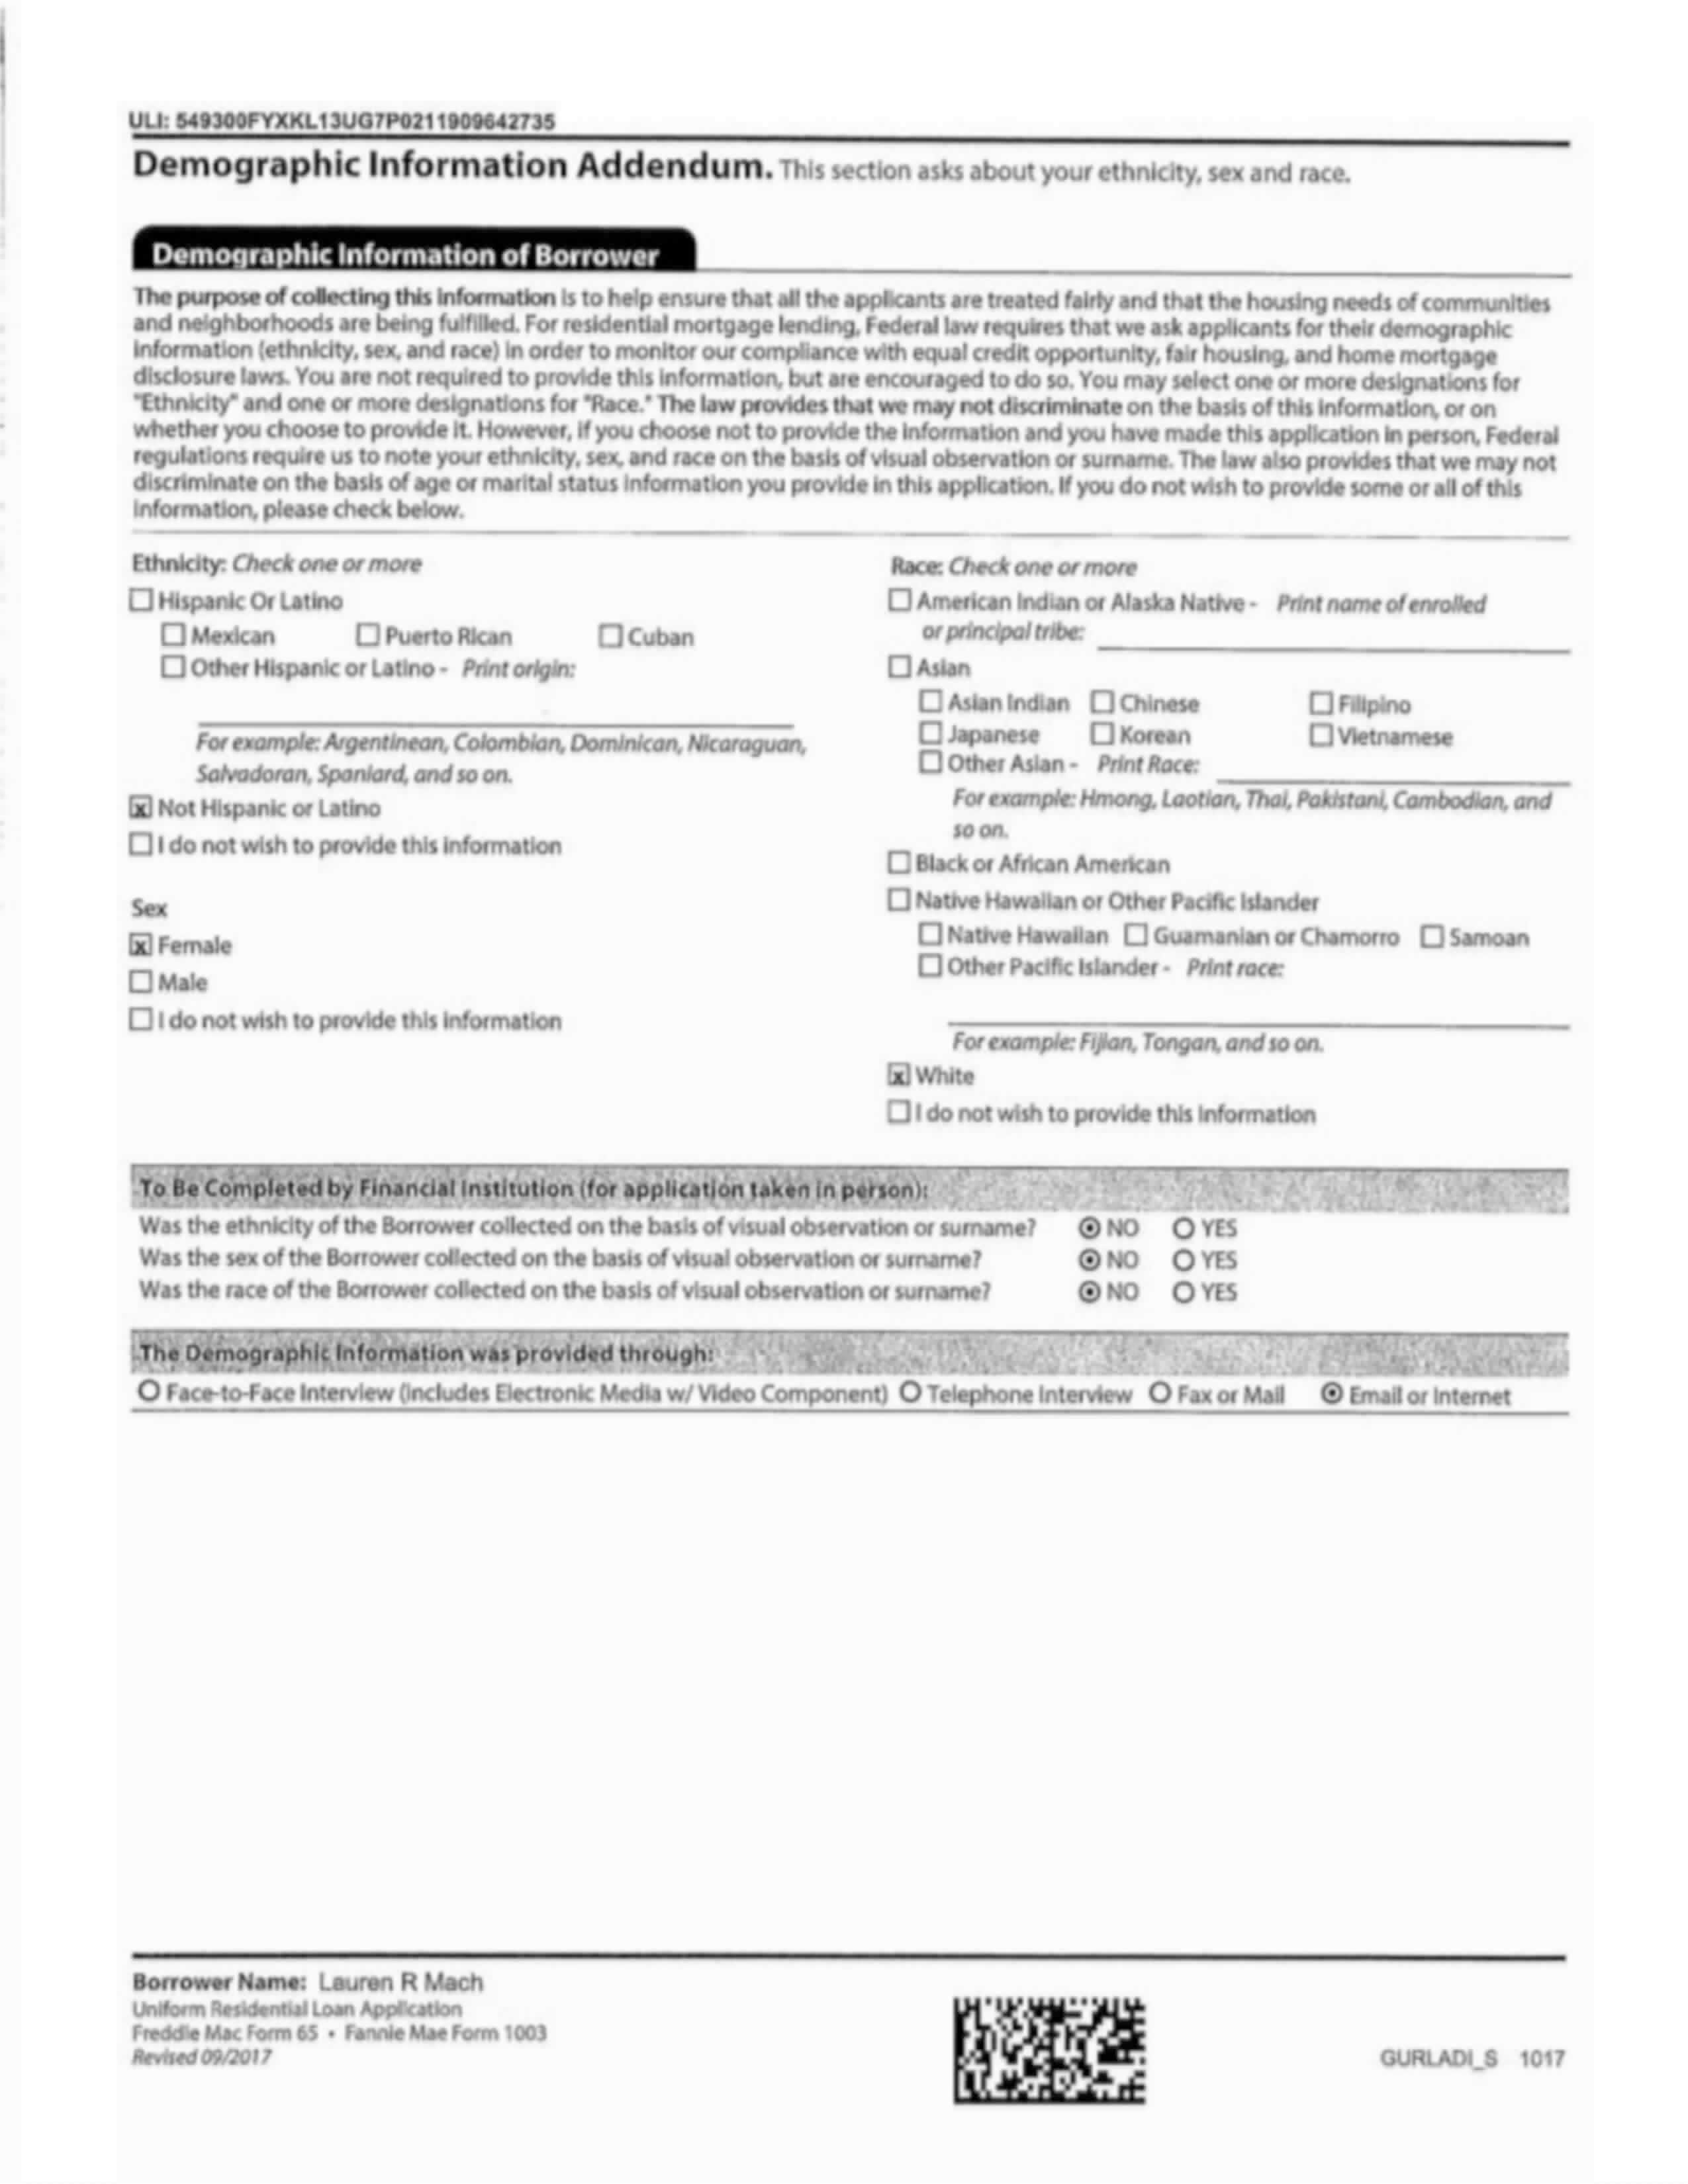 ULI: 549300FYXKL13UG7P0211909642735
Demographic Information Addendum. This section asks about your ethnicity, sex and race.
Demographic Information of Borrower
The purpose of collecting this information is to help ensure that all the applicants are treated fairly and that the housing needs of communities
and neighborhoods are being fulfilled. For residential mortgage lending, Federal law requires that we ask applicants for their demographic
information (ethnicity, sex, and race) in order to monitor our compliance with equal credit opportunity, fair housing, and home mortgage
disclosure laws. You are not required to provide this information, but are encouraged to do so. You may select one or more designations for
"Ethnicity" and one or more designations for "Race." The law provides that we may not discriminate on the basis of this information, or on
whether you choose to provide it. However, if you choose not to provide the information and you have made this application in person, Federal
regulations require us to note your ethnicity, sex, and race on the basis of visual observation or surname. The law also provides that we may not
discriminate on the basis of age or marital status information you provide in this application. If you do not wish to provide some or all of this
information, please check below.
Ethnicity: Check one or more
Hispanic Or Latino
Mexican Puerto Rican Cuban
Other Hispanic or Latino - Print origin:
For example: Argentinean, Colombian, Dominican, Nicaraguan,
Salvadoran, Spaniard, and so on.
x Not Hispanic or Latino
I do not wish to provide this information
Sex
x Female
Male
I do not wish to provide this information
Race: Check one or more
American Indian or Alaska Native - Print name of enrolled
or principal tribe:
Asian
Asian Indian Chinese Filipino
Japanese Korean Vietnamese
Other Asian - Print Race:
For example: Hmong, Laotian, Thai, Pakistani, Cambodian, and
so on.
Black or African American
Native Hawaiian or Other Pacific Islander
Native Hawaiian Guamanian or Chamorro Samoan
Other Pacific Islander - Print race:
For example: Fijian, Tongan, and so on.
x White
I do not wish to provide this information
To Be Completed by Financial Institution (for application taken in person):
Was the ethnicity of the Borrower collected on the basis of visual observation or surname? NO YES
Was the sex of the Borrower collected on the basis of visual observation or surname? NO YES
Was the race of the Borrower collected on the basis of visual observation or surname? NO YES
The Demographic Information was provided through:
Face-to-Face Interview (includes Electronic Media w/ Video Component) Telephone Interview Fax or Mail Email or Internet
Borrower Name: Lauren R Mach
Uniform Residential Loan Application
Freddie Mac Form 65 • Fannie Mae Form 1003
Revised 09/2017
GURLADI_S 1017